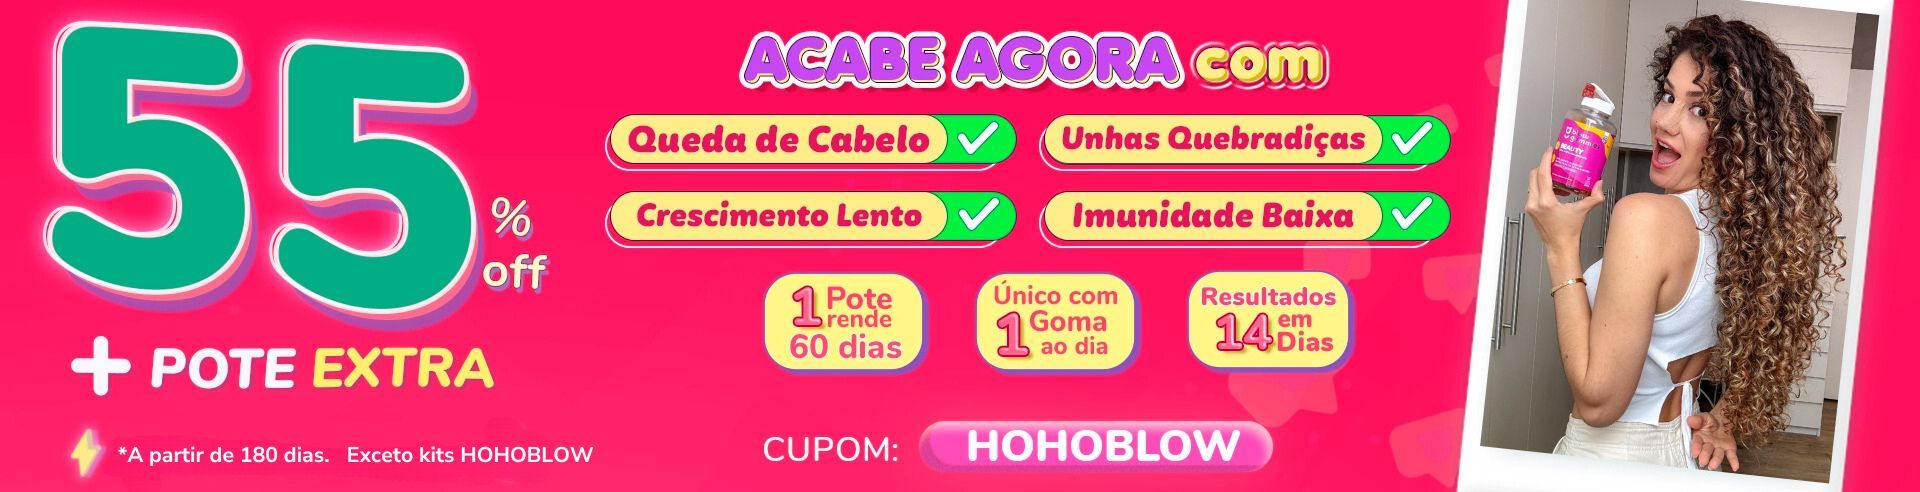 55
%
off
+ POTE EXTRA
*A partir de 180 dias. Exceto kits HOHOBLOW
ACABE AGORA com
Queda de Cabelo
Unhas Quebradiças
Crescimento Lento
Imunidade Baixa
1 Pote
rende
60 dias
Único com
1 Goma
ao dia
Resultados
14 em
Dias
CUPOM: HOHOBLOW
BEAUTY